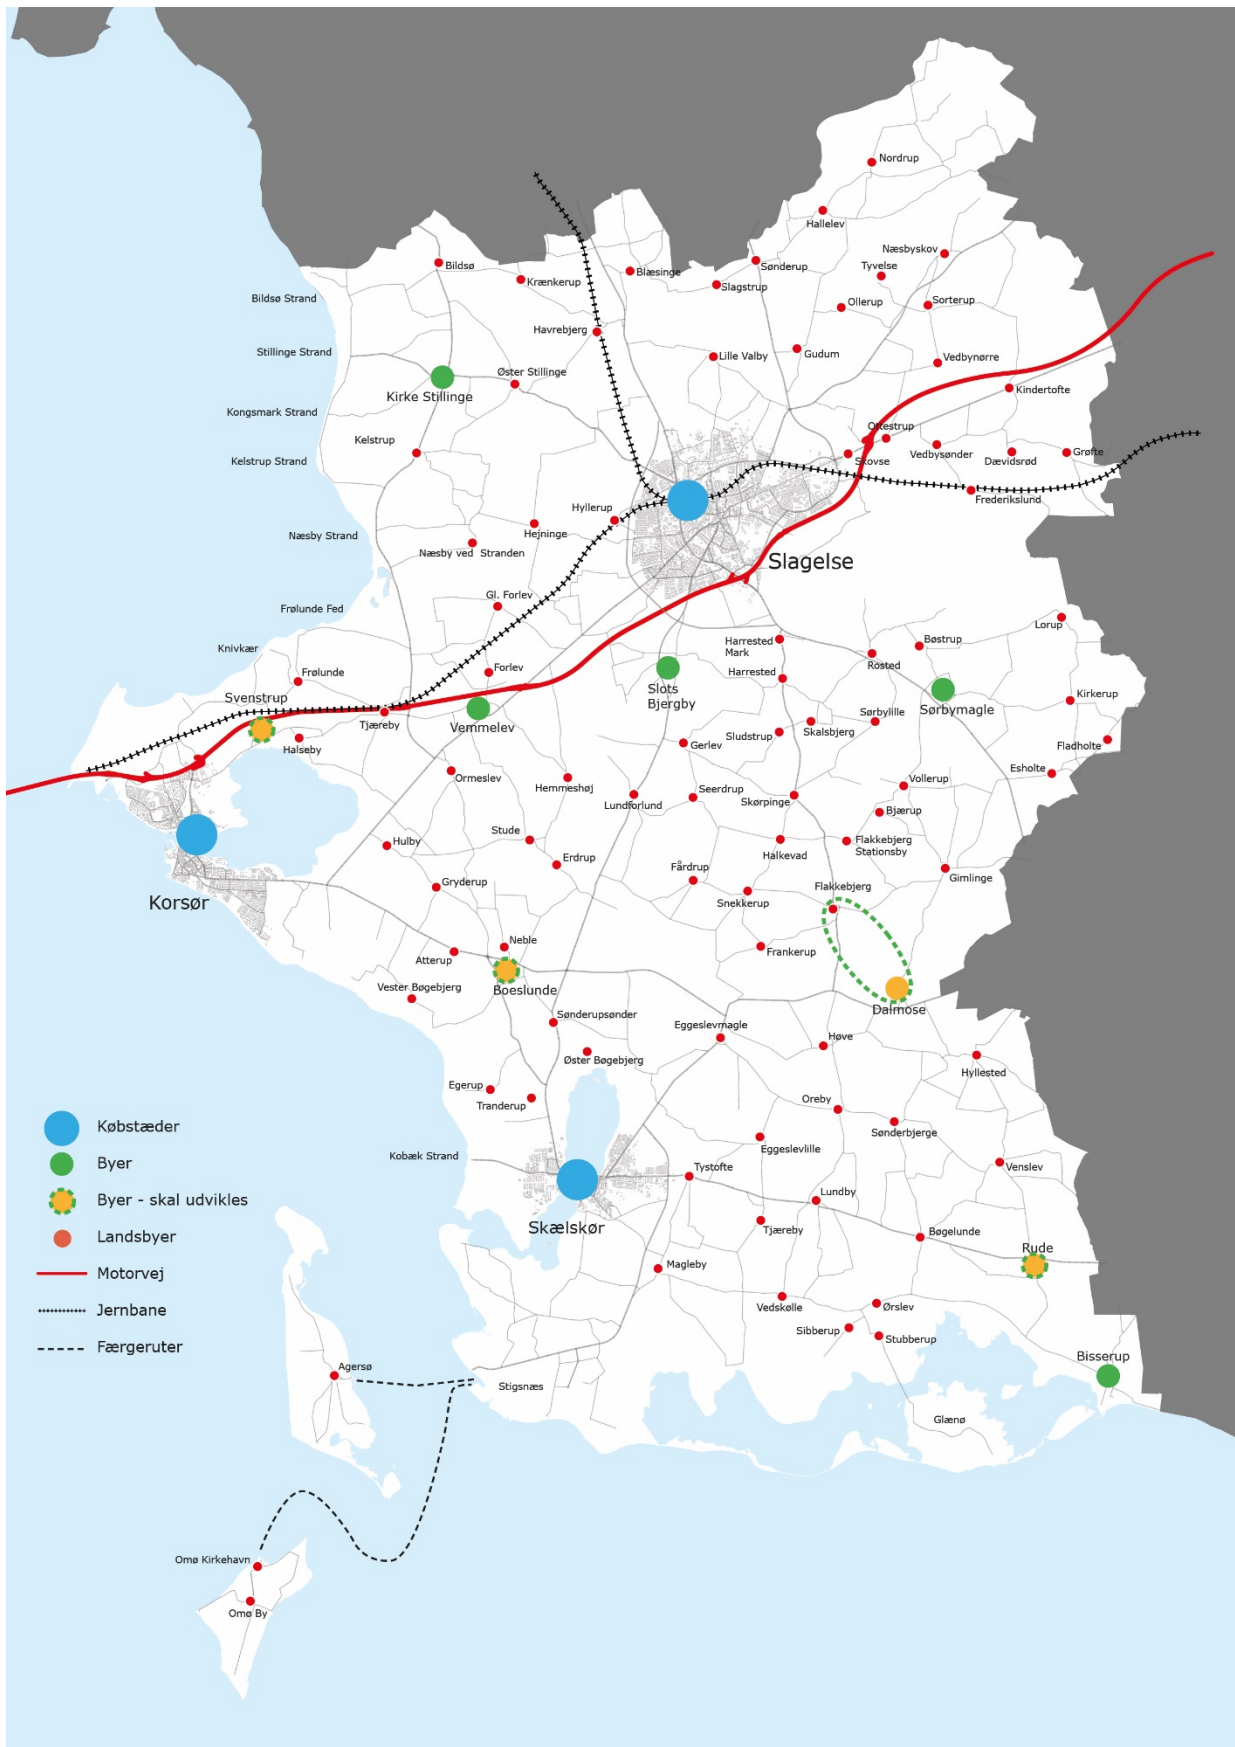 Nordrup
Hallelev
Næsbyskov
Bildsø
Blæsinge
Sønderup
Tyvelse
Krænkerup
Slagstrup
Bildsø Strand
Ollerup
Sorterup
Havrebjerg
Stillinge Strand
Lille Valby
Gudum
Vedbynørre
Øster Stillinge
Kirke Stillinge
Kindertofte
Kongsmark Strand
Ottestrup
Kelstrup
Vedbysønder
Grøfte
Kelstrup Strand
Skovse
Dævidsrød
Frederikslund
Hyllerup
Næsby Strand
Hejninge
Næsby ved Stranden
Slagelse
Gl. Forlev
Frølunde Fed
Lorup
Knivkær
Harrested
Mark
Bøstrup
Rosted
Frølunde
Forlev
Harrested
Slots
Bjergby
Svenstrup
Kirkerup
Sørbymagle
Tjæreby
Vemmelev
Sørbylille
Skalsbjerg
Sludstrup
Halseby
Gerlev
Fladholte
Ormeslev
Esholte
Hemmeshøj
Vollerup
Seerdrup
Lundforlund
Skørpinge
Bjærup
Stude
Hulby
Halkevad
Flakkebjerg
Stationsby
Erdrup
Fårdrup
Gimlinge
Gryderup
Flakkebjerg
Snekkerup
Korsør
Neble
Frankerup
Atterup
Vester Bøgebjerg
Boeslunde
Dalmose
Sønderupsønder
Eggeslevmagle
Høve
Øster Bøgebjerg
Hyllested
Egerup
Tranderup
Oreby
Købstæder
Sønderbjerge
Kobæk Strand
Eggeslevlille
Byer
Tystofte
Venslev
Byer - skal udvikles
Lundby
Skælskør
Tjæreby
Bøgelunde
Landsbyer
Rude
Magleby
Motorvej
Vedskølle
Ørslev
Jernbane
Sibberup
Stubberup
Færgeruter
Bisserup
Agersø
Stigsnæs
Glænø
Omø Kirkehavn
Omø By